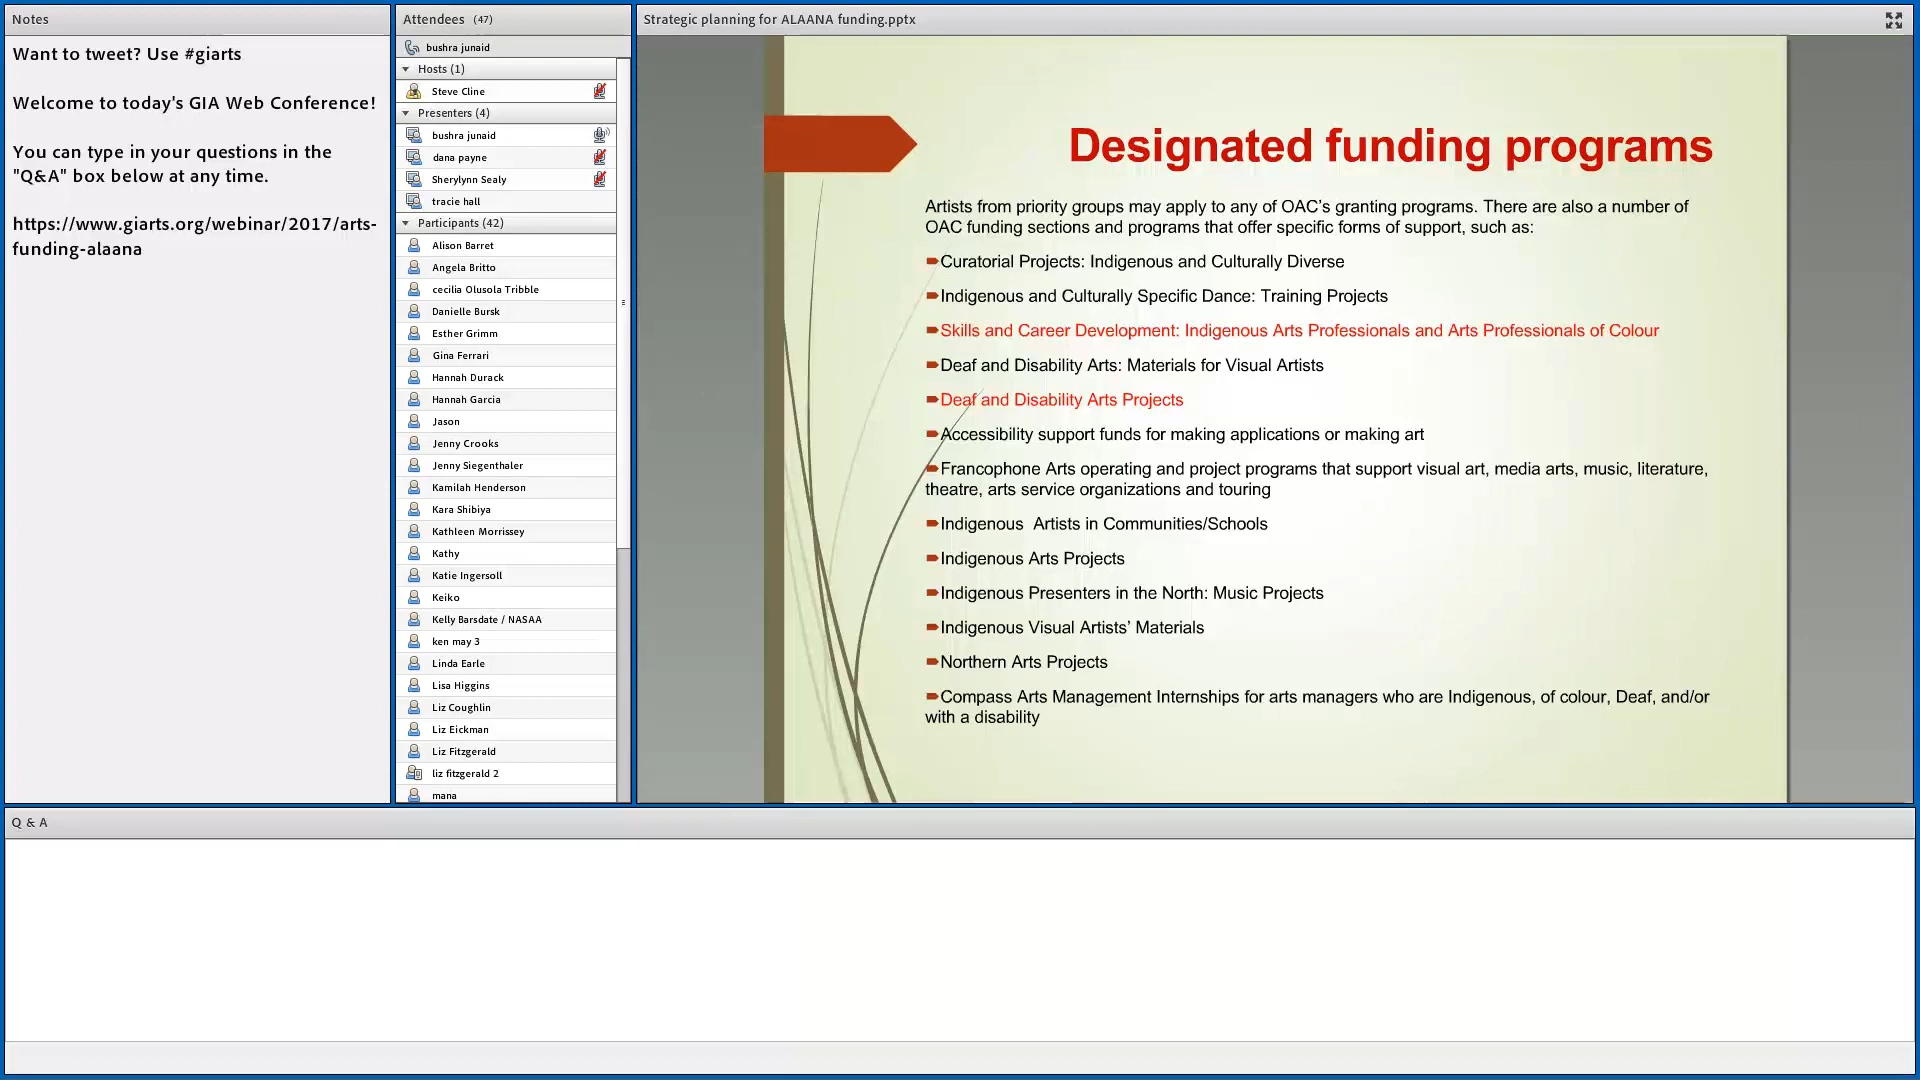 Notes
Want to tweet? Use #giarts
Welcome to today's GIA Web Conference!
You can type in your questions in the
"Q&A" box below at any time.
https://www.giarts.org/webinar/2017/arts-
funding-alaana
Attendees (47)
bushra junaid
Hosts (1)
Steve Cline
Presenters (4)
bushra junaid
dana payne
Sherylynn Sealy
tracie hall
Participants (42)
Alison Barret
Angela Britto
cecilia Olusola Tribble
Danielle Bursk
Esther Grimm
Gina Ferrari
Hannah Durack
Hannah Garcia
Jason
Jenny Crooks
Jenny Siegenthaler
Kamilah Henderson
Kara Shibiya
Kathleen Morrissey
Kathy
Katie Ingersoll
Keiko
Kelly Barsdate / NASAA
ken may 3
Linda Earle
Lisa Higgins
Liz Coughlin
Liz Eickman
Liz Fitzgerald
liz fitzgerald 2
mana
Strategic planning for ALAANA funding.pptx
Designated funding programs
Artists from priority groups may apply to any of OAC’s granting programs. There are also a number of
OAC funding sections and programs that offer specific forms of support, such as:
Curatorial Projects: Indigenous and Culturally Diverse
Indigenous and Culturally Specific Dance: Training Projects
Skills and Career Development: Indigenous Arts Professionals and Arts Professionals of Colour
Deaf and Disability Arts: Materials for Visual Artists
Deaf and Disability Arts Projects
Accessibility support funds for making applications or making art
Francophone Arts operating and project programs that support visual art, media arts, music, literature,
theatre, arts service organizations and touring
Indigenous Artists in Communities/Schools
Indigenous Arts Projects
Indigenous Presenters in the North: Music Projects
Indigenous Visual Artists’ Materials
Northern Arts Projects
Compass Arts Management Internships for arts managers who are Indigenous, of colour, Deaf, and/or
with a disability
Q & A